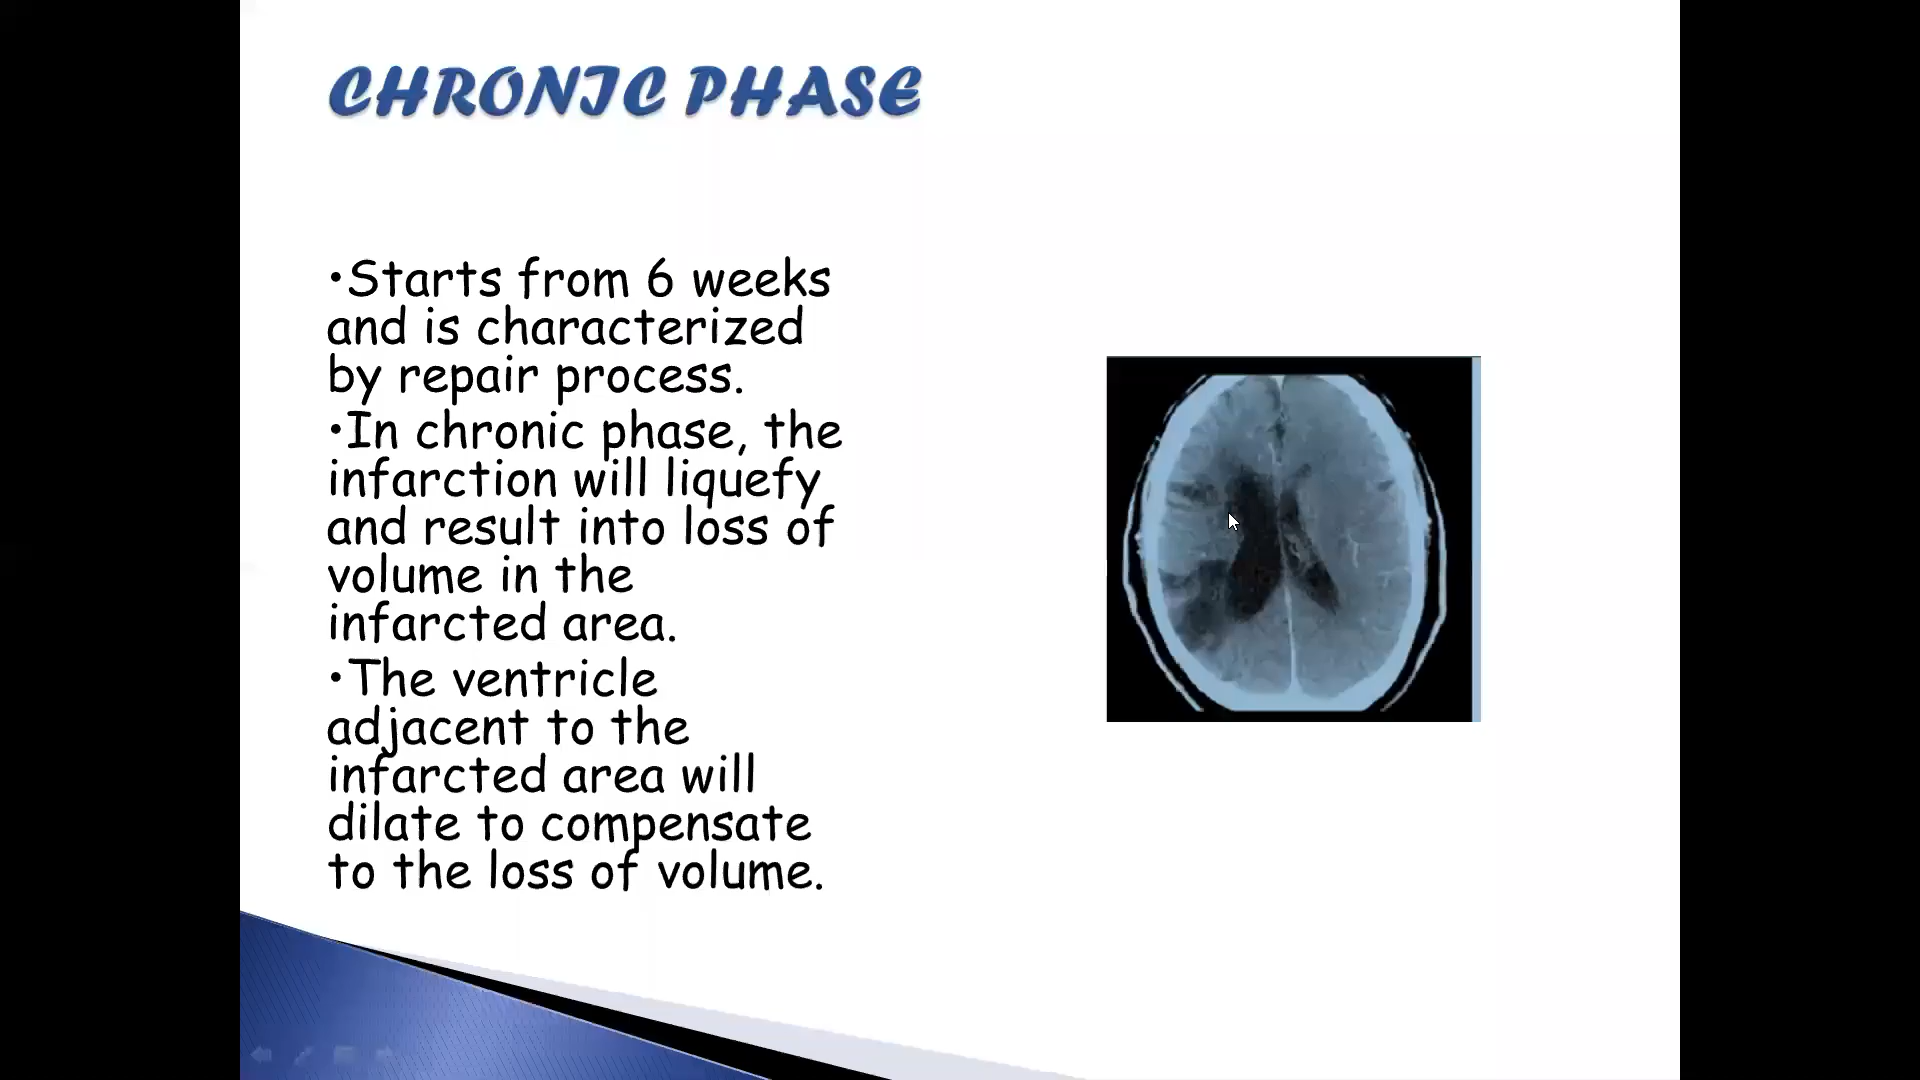 CHRONIC PHASE
•Starts from 6 weeks
and is characterized
by repair process.
•In chronic phase, the
infarction will liquefy
and result into loss of
volume in the
infarcted area.
•The ventricle
adjacent to the
infarcted area will
dilate to compensate
to the loss of volume.